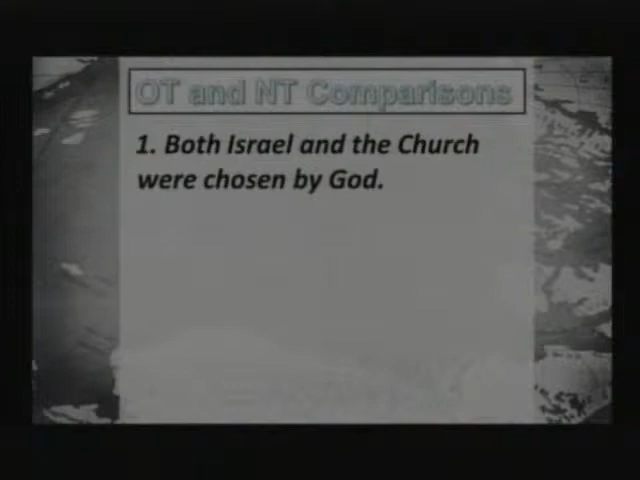 OT and NT Comparisons
1. Both Israel and the Church
were chosen by God.